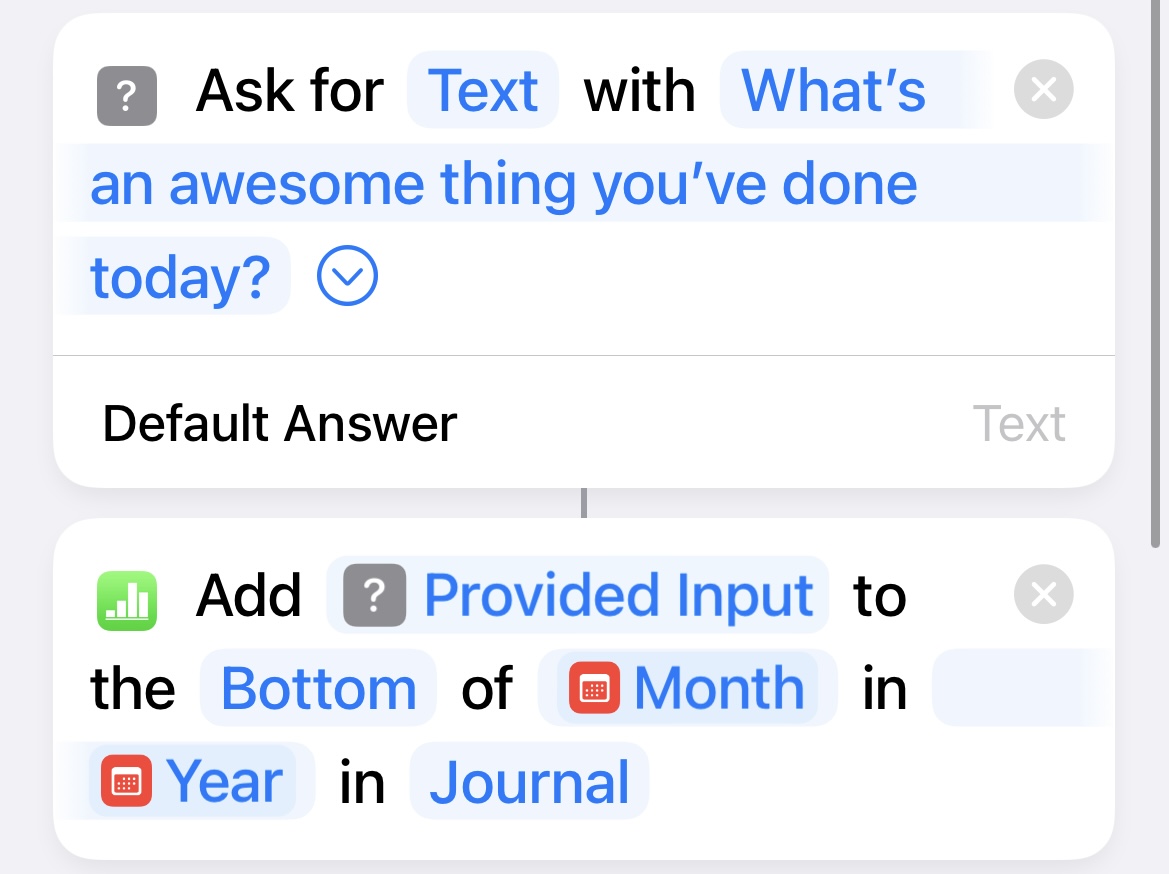 ? Ask for Text with What’s
an awesome thing you’ve done
today?
Default Answer Text
Add ? Provided Input to
the Bottom of Month in
Year in Journal